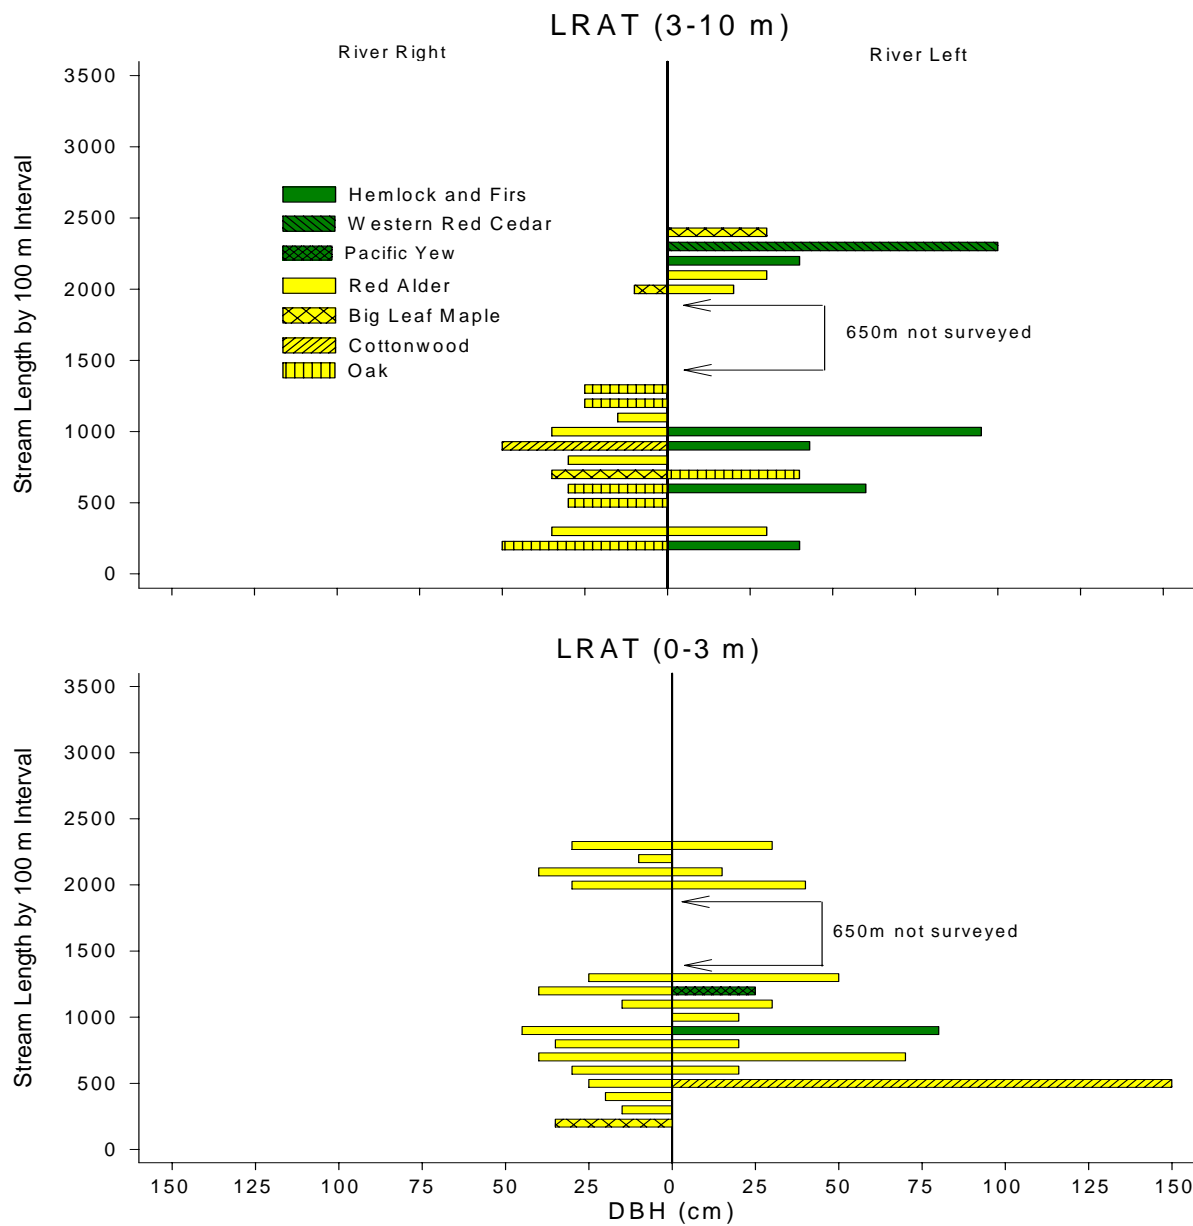 LRAT (3-10 m)
River Right
River Left
3500
3000
2500
2000
1500
1000
500
0
Stream Length by 100 m Interval
Hemlock and Firs
Western Red Cedar
Pacific Yew
Red Alder
Big Leaf Maple
Cottonwood
Oak
650m not surveyed
LRAT (0-3 m)
3500
3000
2500
2000
1500
1000
500
0
Stream Length by 100 m Interval
650m not surveyed
150 125 100 75 50 25 0 25 50 75 100 125 150
DBH (cm)